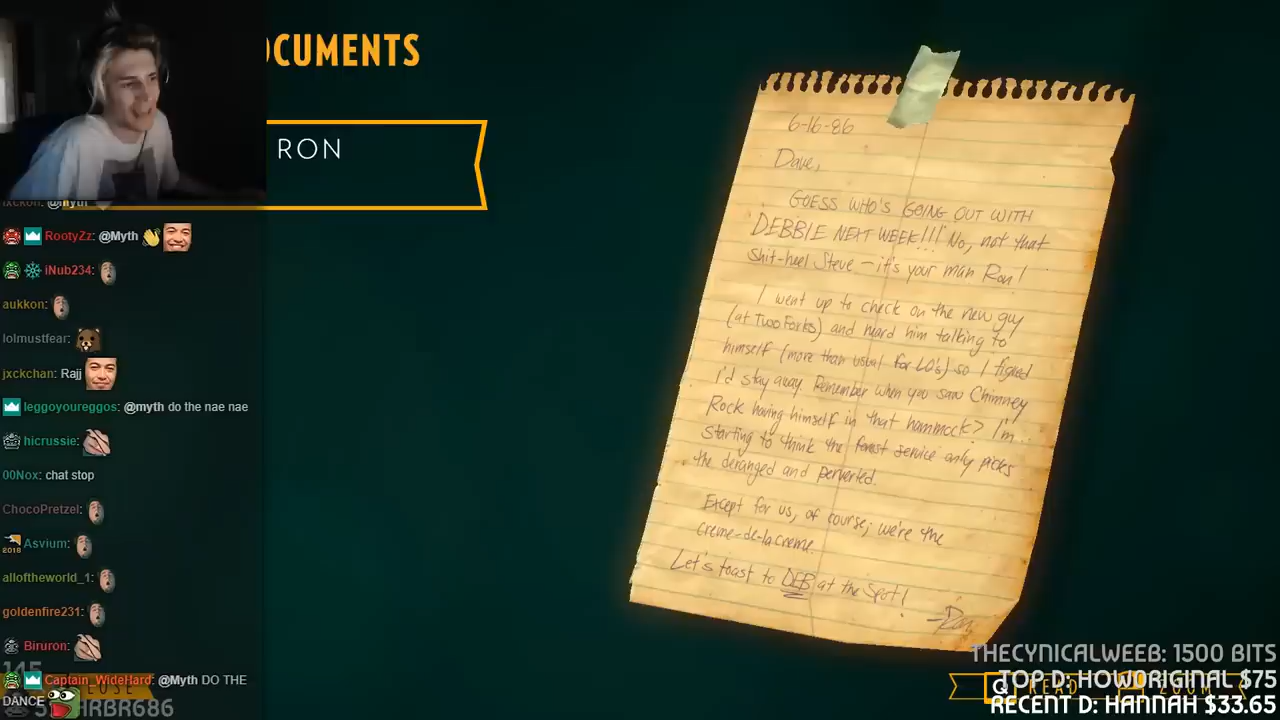 OCUMENTS
RON
ixckon: @myth
RootyZz: @Myth
iNub234:
aukkon:
lolmustfear:
jxckchan: Rajj
leggoyoureggos: @myth do the nae nae
hicrussie:
00Nox: chat stop
ChocoPretzel:
Asvium:
alloftheworld_1:
goldenfire231:
Biruron:
Captain_WideHard: @Myth DO THE
DANCE
6-16-86
Dave,
GUESS WHO'S GOING OUT WITH
DEBBIE NEXT WEEK!!! No, not that
shit-heel Steve - it's your man Ron!
I went up to check on the new guy
(at Two Forks) and heard him talking to
himself (more than usual for LO's) so I figred
I'd stay away. Remember when you saw Chimney
Rock having himself in that hammock? I'm
starting to think the forest service only picks
the deranged and perverted.
Except for us, of course; we're the
creme-de-la creme.
Let's toast to DEB at the spot!
-Ron
THECYNICALWEEB: 1500 BITS
TOP D: HOWORIGINAL $75
RECENT D: HANNAH $33.65
Q READ
ZOOM
145
HRBR686